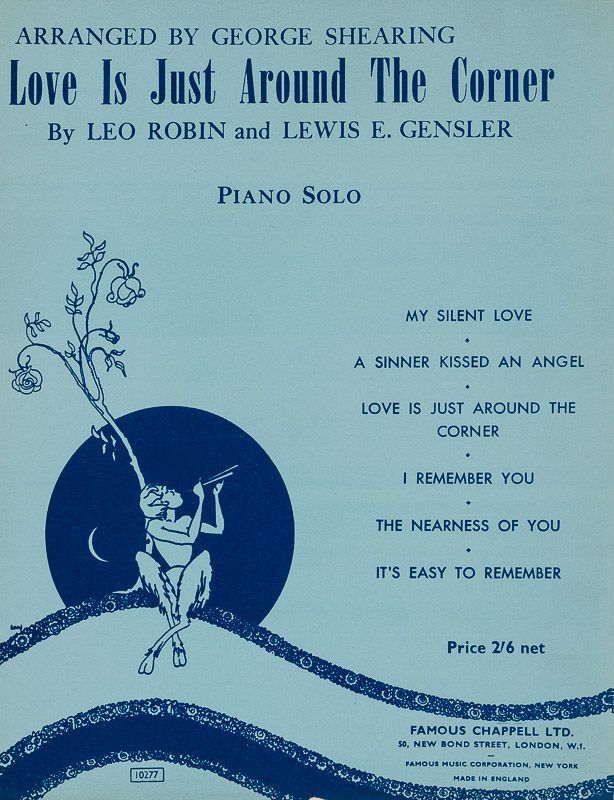 ARRANGED BY GEORGE SHEARING
Love Is Just Around The Corner
By LEO ROBIN and LEWIS E. GENSLER
PIANO SOLO
MY SILENT LOVE
A SINNER KISSED AN ANGEL
LOVE IS JUST AROUND THE
CORNER
I REMEMBER YOU
THE NEARNESS OF YOU
IT'S EASY TO REMEMBER
Price 2/6 net
FAMOUS CHAPPELL LTD.
50, NEW BOND STREET, LONDON, W.1.
FAMOUS MUSIC CORPORATION, NEW YORK
MADE IN ENGLAND
10277